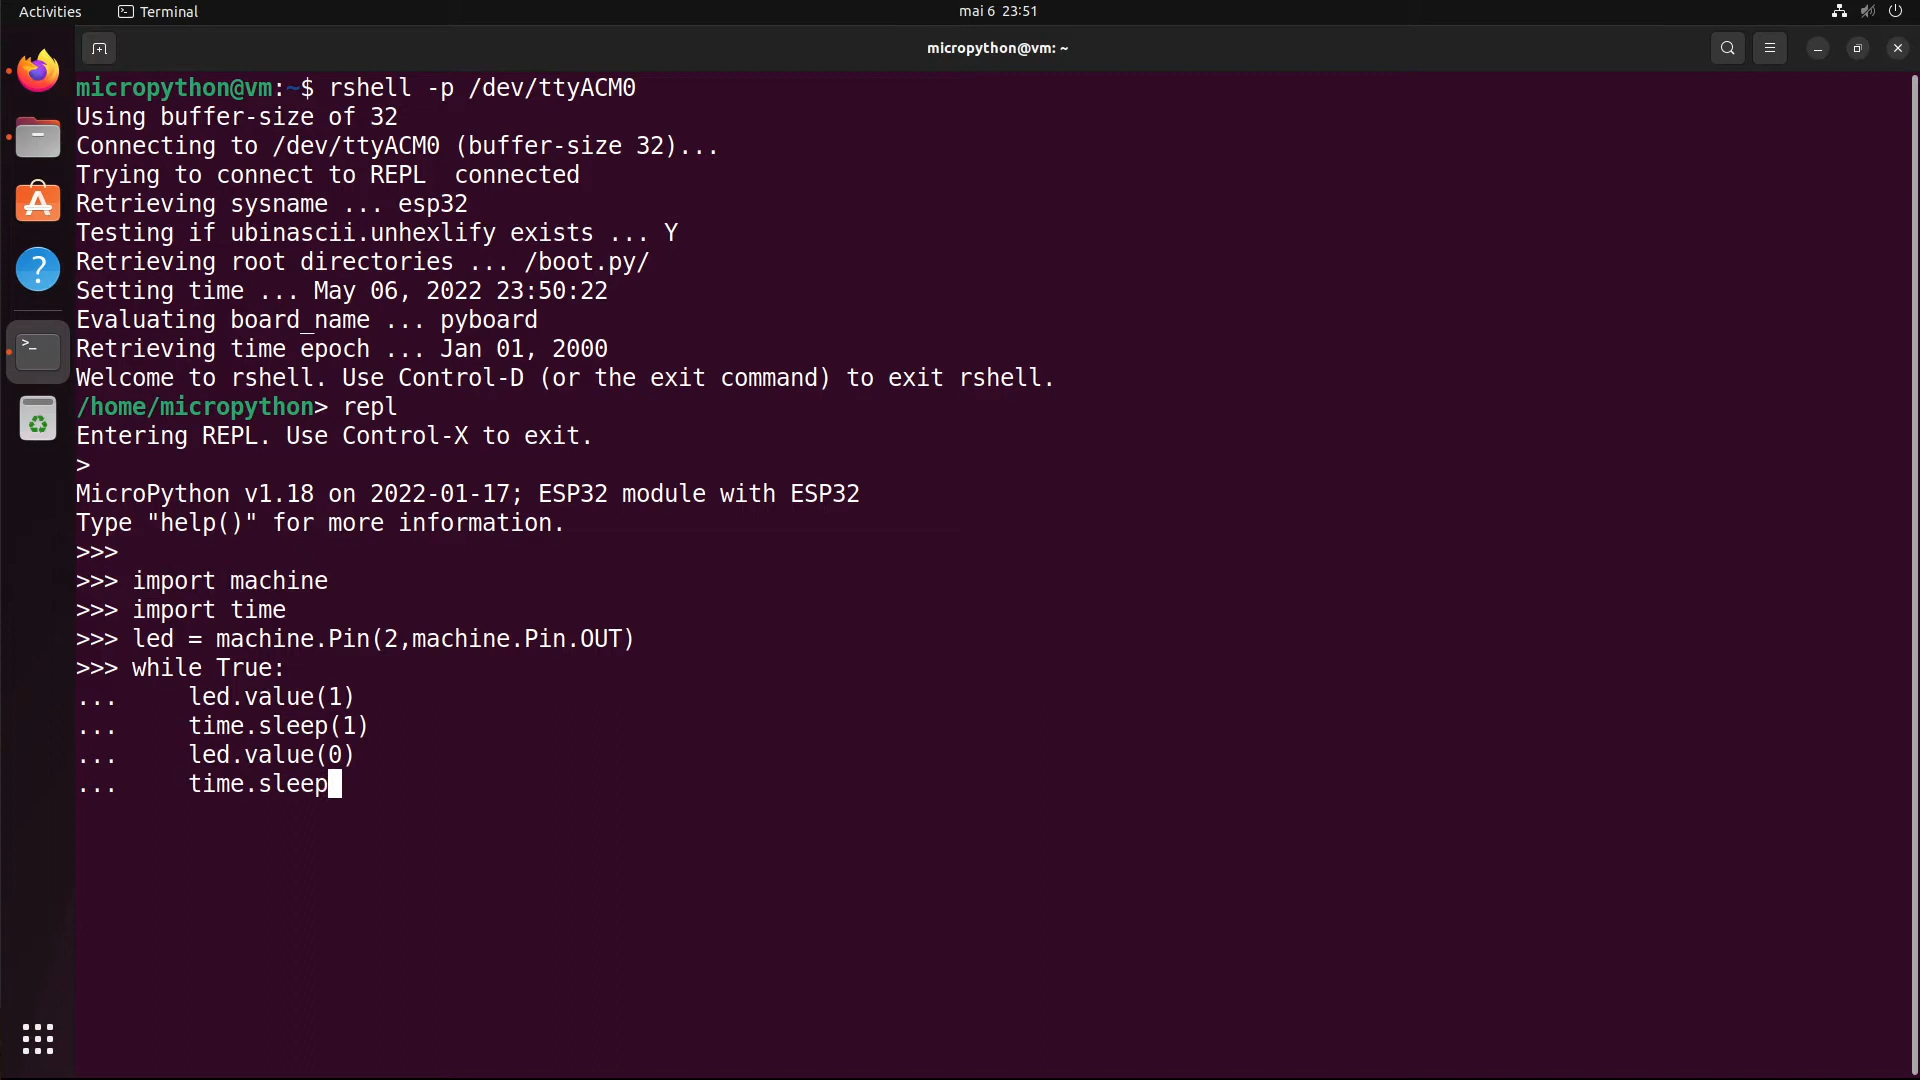 Activities Terminal mai 6 23:51
micropython@vm: ~
micropython@vm:~$ rshell -p /dev/ttyACM0
Using buffer-size of 32
Connecting to /dev/ttyACM0 (buffer-size 32)...
Trying to connect to REPL  connected
Retrieving sysname ... esp32
Testing if ubinascii.unhexlify exists ... Y
Retrieving root directories ... /boot.py/
Setting time ... May 06, 2022 23:50:22
Evaluating board_name ... pyboard
Retrieving time epoch ... Jan 01, 2000
Welcome to rshell. Use Control-D (or the exit command) to exit rshell.
/home/micropython> repl
Entering REPL. Use Control-X to exit.
>
MicroPython v1.18 on 2022-01-17; ESP32 module with ESP32
Type "help()" for more information.
>>>
>>> import machine
>>> import time
>>> led = machine.Pin(2,machine.Pin.OUT)
>>> while True:
...     led.value(1)
...     time.sleep(1)
...     led.value(0)
...     time.sleep